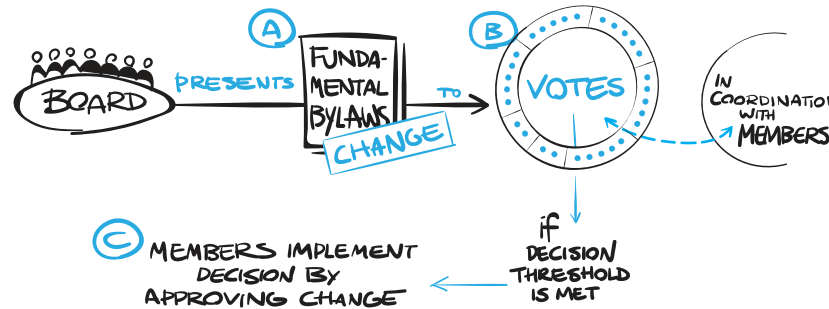 A
B
BOARD
PRESENTS
FUNDA-
MENTAL
BYLAWS
CHANGE
TO
VOTES
IN
COORDINATION
WITH
MEMBERS
if
DECISION
THRESHOLD
IS MET
C
MEMBERS IMPLEMENT
DECISION BY
APPROVING CHANGE